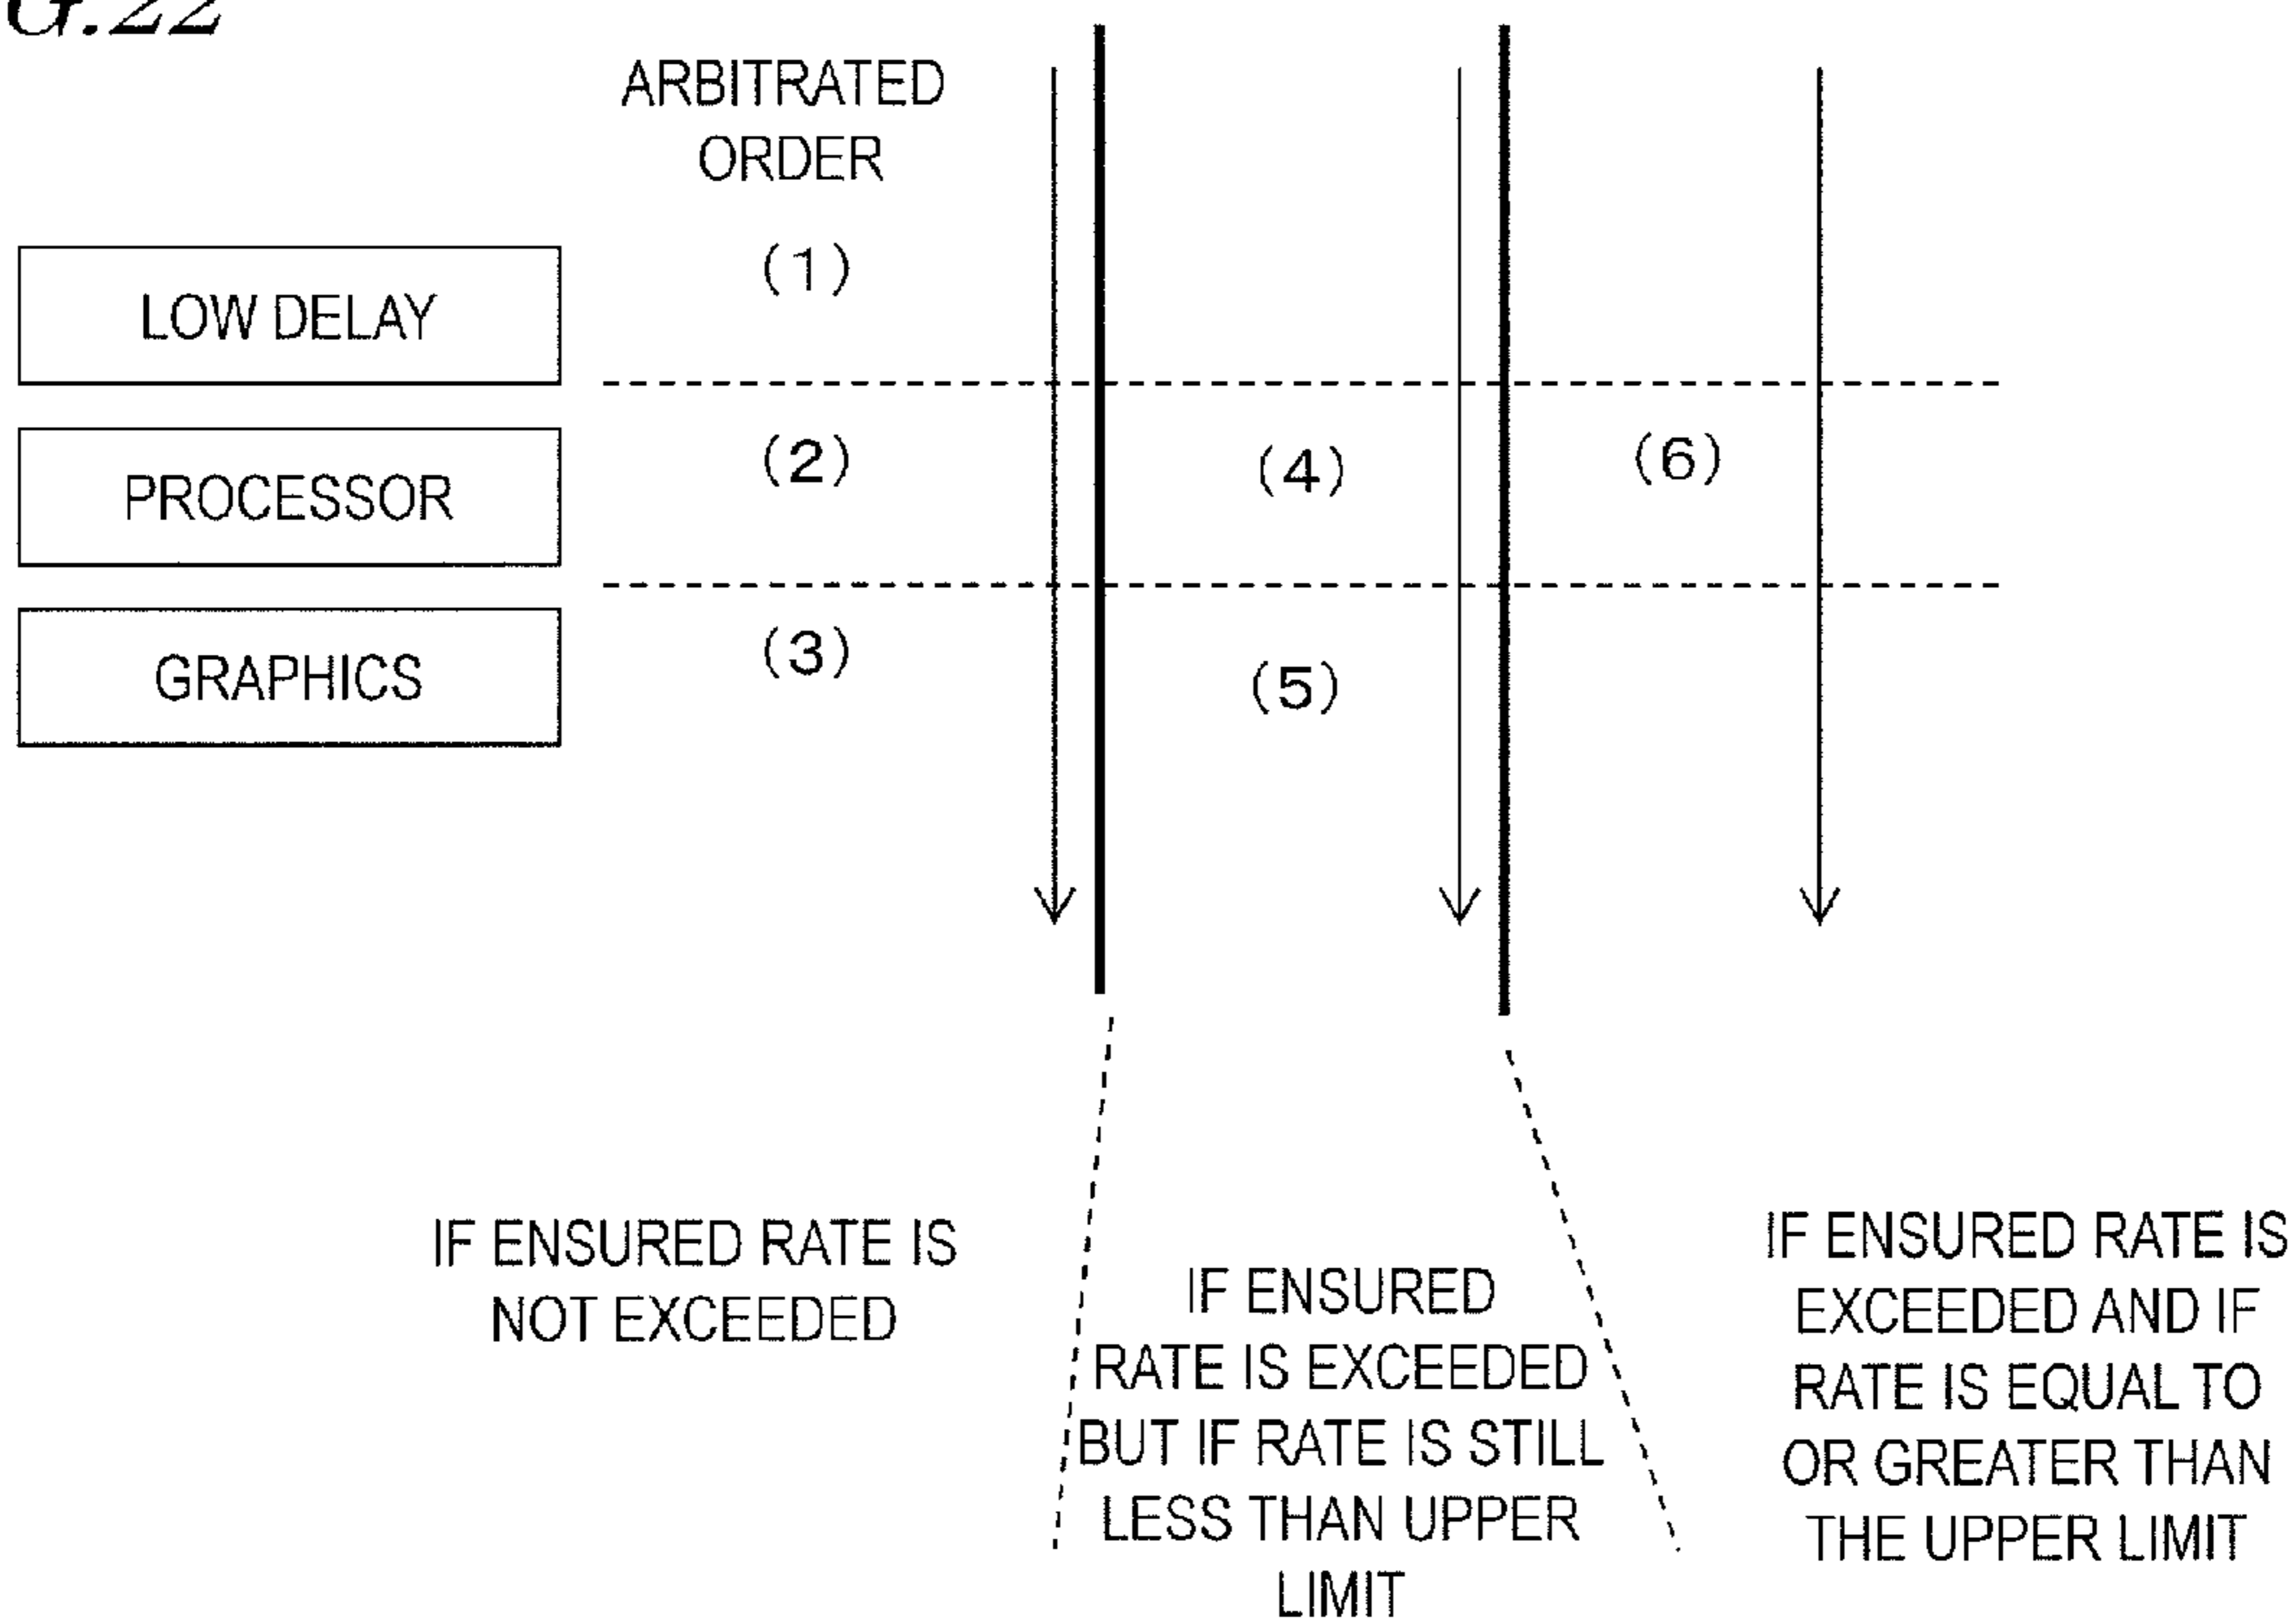 G.22
ARBITRATED
ORDER
(1)
LOW DELAY
(2)
(4)
(6)
PROCESSOR
(3)
GRAPHICS
(5)
IF ENSURED RATE IS
NOT EXCEEDED
IF ENSURED
RATE IS EXCEEDED
BUT IF RATE IS STILL
LESS THAN UPPER
LIMIT
IF ENSURED RATE IS
EXCEEDED AND IF
RATE IS EQUAL TO
OR GREATER THAN
THE UPPER LIMIT